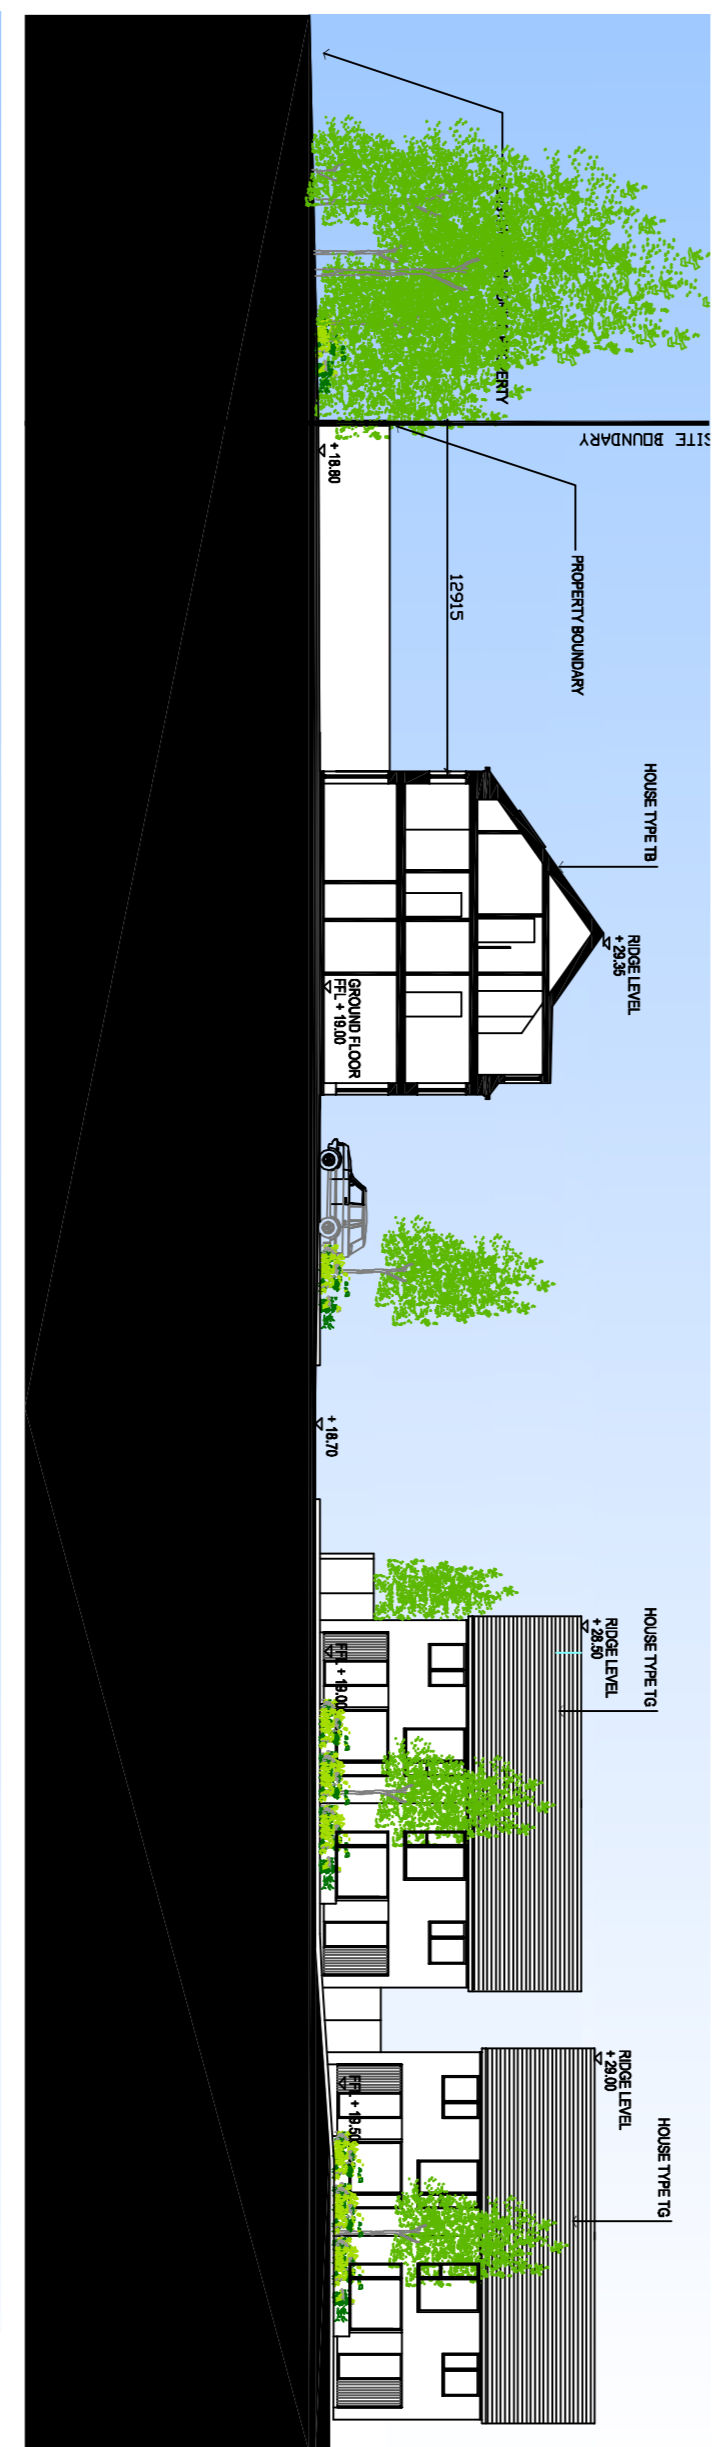 ERTY
SITE BOUNDARY
+ 18.80
PROPERTY BOUNDARY
12915
HOUSE TYPE TB
RIDGE LEVEL
+ 29.35
GROUND FLOOR
FFL + 19.00
+ 18.70
HOUSE TYPE TG
RIDGE LEVEL
+ 28.50
FFL + 19.00
RIDGE LEVEL
+ 29.00
HOUSE TYPE TG
FFL + 19.50